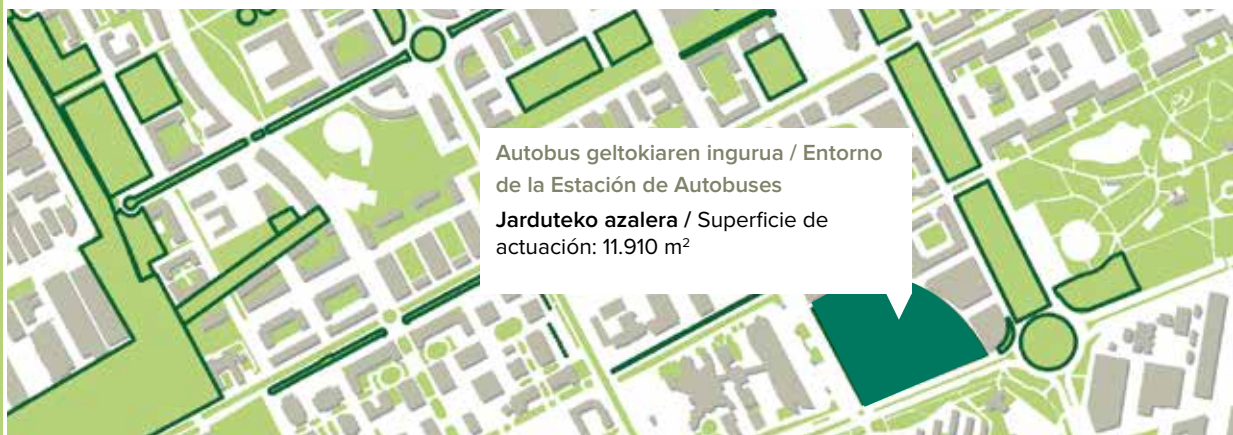 Autobus geltokiaren ingurua / Entorno
de la Estación de Autobuses
Jarduteko azalera / Superficie de
actuación: 11.910 m²